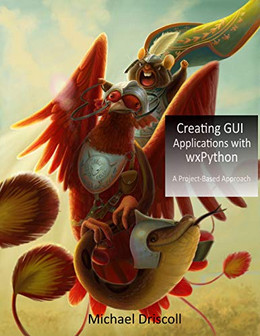 Creating GUI
Applications with
wxPython
A Project-Based Approach
Michael Driscoll